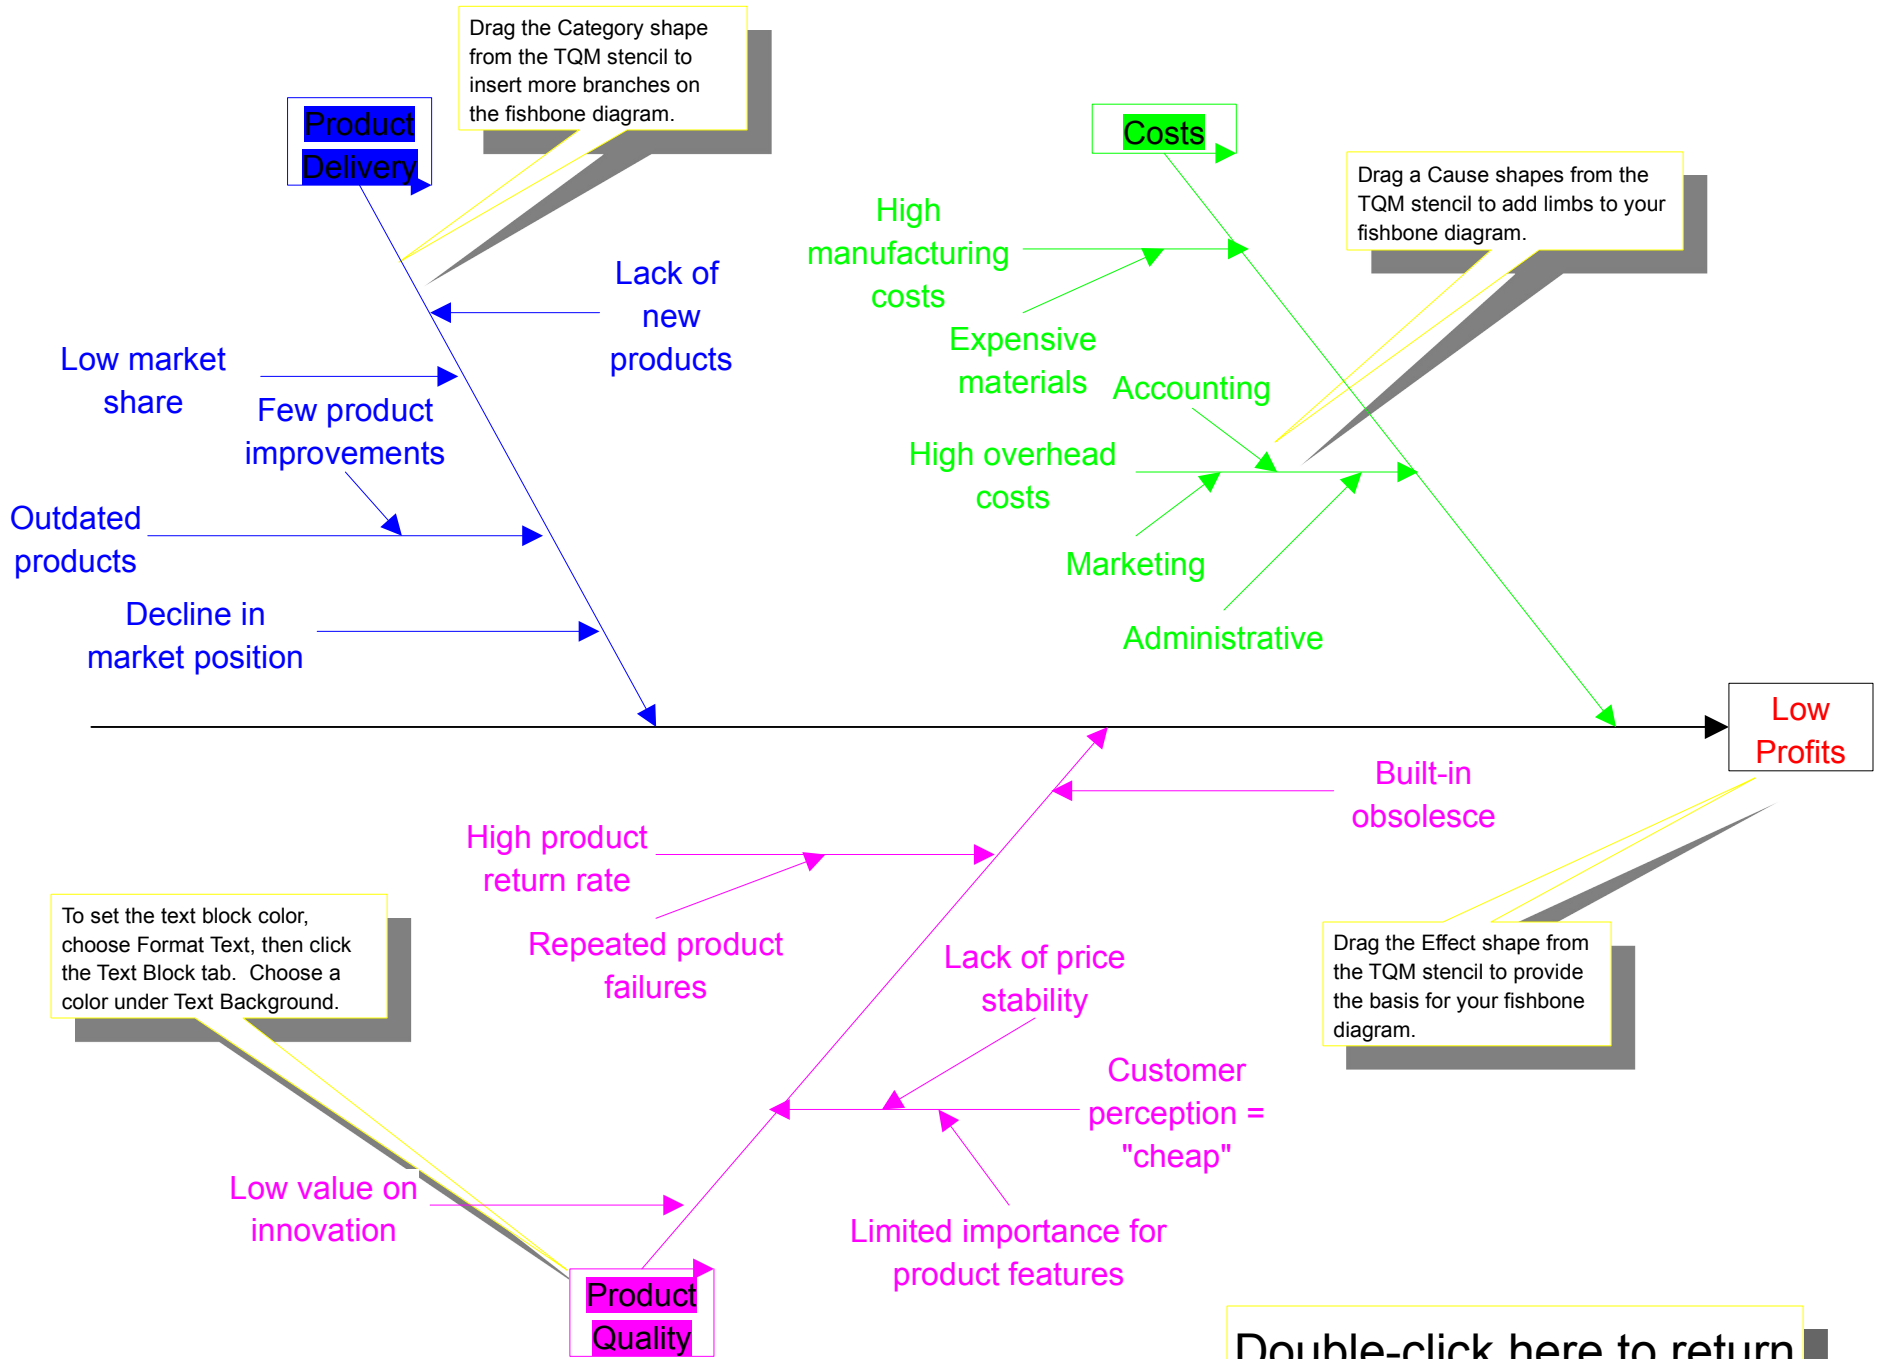 Drag the Category shape
from the TQM stencil to
insert more branches on
the fishbone diagram.
Product
Delivery
Costs
Drag a Cause shapes from the
TQM stencil to add limbs to your
fishbone diagram.
High
manufacturing
costs
Lack of
new
products
Expensive
materials
Low market
share
Accounting
Few product
improvements
High overhead
costs
Outdated
products
Marketing
Decline in
market position
Administrative
Low
Profits
Built-in
obsolesce
High product
return rate
To set the text block color,
choose Format Text, then click
the Text Block tab.  Choose a
color under Text Background.
Repeated product
failures
Lack of price
stability
Drag the Effect shape from
the TQM stencil to provide
the basis for your fishbone
diagram.
Customer
perception =
"cheap"
Low value on
innovation
Limited importance for
product features
Product
Quality
Double-click here to return